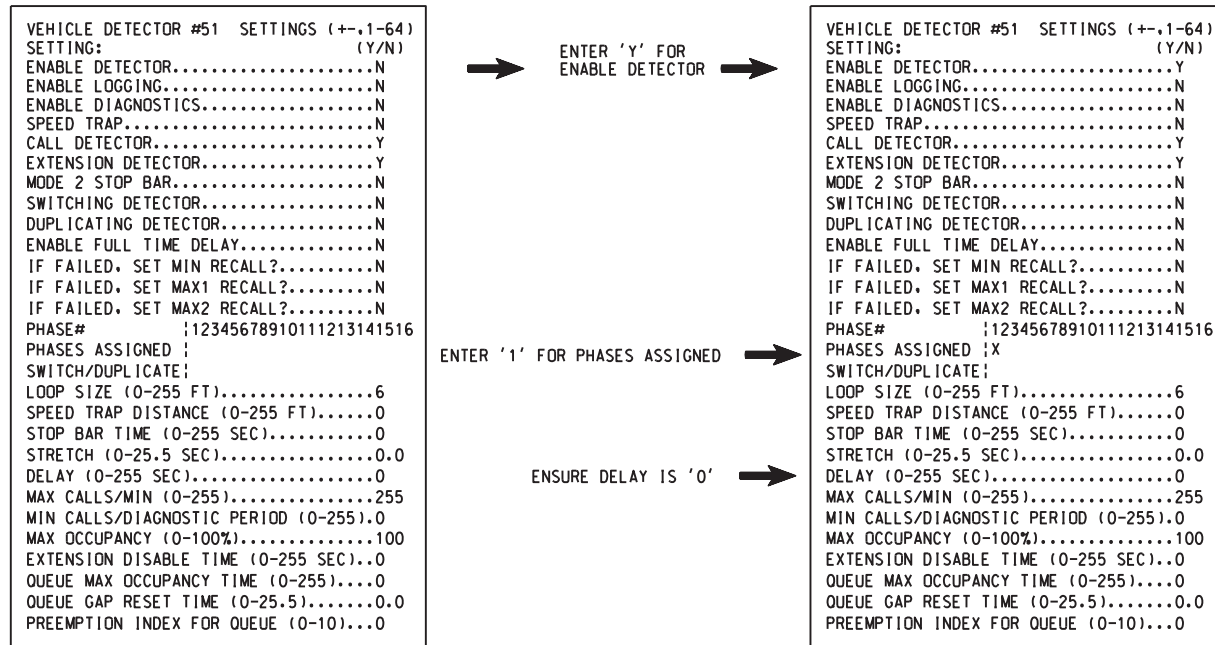 VEHICLE DETECTOR #51 SETTINGS (+-,1-64)
SETTING: (Y/N)
ENABLE DETECTOR......................N
ENABLE LOGGING.......................N
ENABLE DIAGNOSTICS...................N
SPEED TRAP...........................N
CALL DETECTOR........................Y
EXTENSION DETECTOR...................Y
MODE 2 STOP BAR......................N
SWITCHING DETECTOR...................N
DUPLICATING DETECTOR.................N
ENABLE FULL TIME DELAY...............N
IF FAILED, SET MIN RECALL?..........N
IF FAILED, SET MAX1 RECALL?.........N
IF FAILED, SET MAX2 RECALL?.........N
PHASE# |12345678910111213141516
PHASES ASSIGNED |
SWITCH/DUPLICATE|
LOOP SIZE (0-255 FT)................6
SPEED TRAP DISTANCE (0-255 FT)......0
STOP BAR TIME (0-255 SEC)...........0
STRETCH (0-25.5 SEC)................0.0
DELAY (0-255 SEC)...................0
MAX CALLS/MIN (0-255)...............255
MIN CALLS/DIAGNOSTIC PERIOD (0-255).0
MAX OCCUPANCY (0-100%)..............100
EXTENSION DISABLE TIME (0-255 SEC)..0
QUEUE MAX OCCUPANCY TIME (0-255)....0
QUEUE GAP RESET TIME (0-25.5).......0.0
PREEMPTION INDEX FOR QUEUE (0-10)...0
ENTER 'Y' FOR
ENABLE DETECTOR
ENTER '1' FOR PHASES ASSIGNED
ENSURE DELAY IS '0'
VEHICLE DETECTOR #51 SETTINGS (+-,1-64)
SETTING: (Y/N)
ENABLE DETECTOR......................Y
ENABLE LOGGING.......................N
ENABLE DIAGNOSTICS...................N
SPEED TRAP...........................N
CALL DETECTOR........................Y
EXTENSION DETECTOR...................Y
MODE 2 STOP BAR......................N
SWITCHING DETECTOR...................N
DUPLICATING DETECTOR.................N
ENABLE FULL TIME DELAY...............N
IF FAILED, SET MIN RECALL?..........N
IF FAILED, SET MAX1 RECALL?.........N
IF FAILED, SET MAX2 RECALL?.........N
PHASE# |12345678910111213141516
PHASES ASSIGNED |X
SWITCH/DUPLICATE|
LOOP SIZE (0-255 FT)................6
SPEED TRAP DISTANCE (0-255 FT)......0
STOP BAR TIME (0-255 SEC)...........0
STRETCH (0-25.5 SEC)................0.0
DELAY (0-255 SEC)...................0
MAX CALLS/MIN (0-255)...............255
MIN CALLS/DIAGNOSTIC PERIOD (0-255).0
MAX OCCUPANCY (0-100%)..............100
EXTENSION DISABLE TIME (0-255 SEC)..0
QUEUE MAX OCCUPANCY TIME (0-255)....0
QUEUE GAP RESET TIME (0-25.5).......0.0
PREEMPTION INDEX FOR QUEUE (0-10)...0